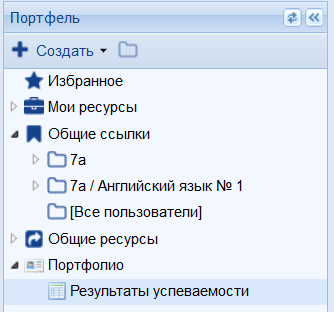 Портфель
Создать
Избранное
Мои ресурсы
Общие ссылки
7а
7а / Английский язык № 1
[Все пользователи]
Общие ресурсы
Портфолио
Результаты успеваемости